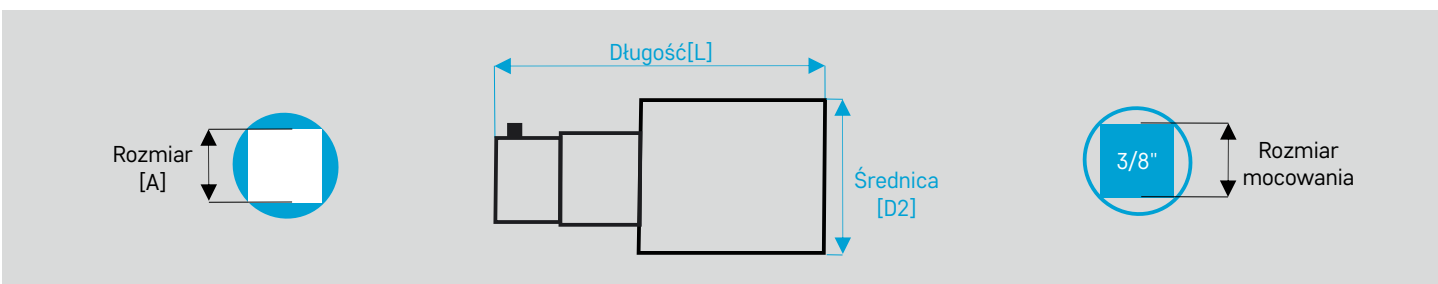 Długość[L]
Rozmiar
[A]
Średnica
[D2]
3/8"
Rozmiar
mocowania